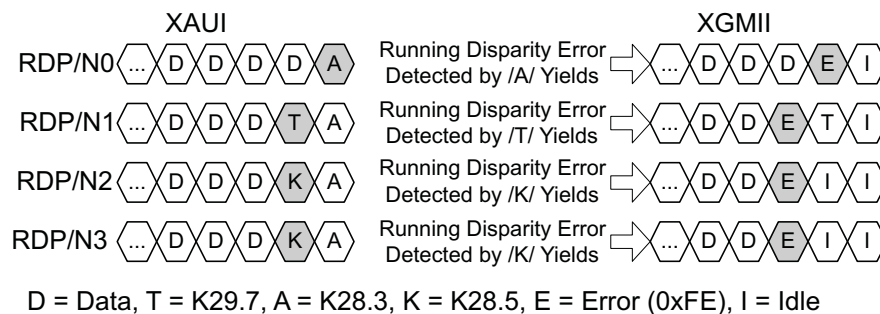 XAUI XGMII
RDP/N0 ... D D D D A Running Disparity Error Detected by /A/ Yields ... D D D E I
RDP/N1 ... D D D T A Running Disparity Error Detected by /T/ Yields ... D D E T I
RDP/N2 ... D D D K A Running Disparity Error Detected by /K/ Yields ... D D E I I
RDP/N3 ... D D D K A Running Disparity Error Detected by /K/ Yields ... D D E I I
D = Data, T = K29.7, A = K28.3, K = K28.5, E = Error (0xFE), I = Idle